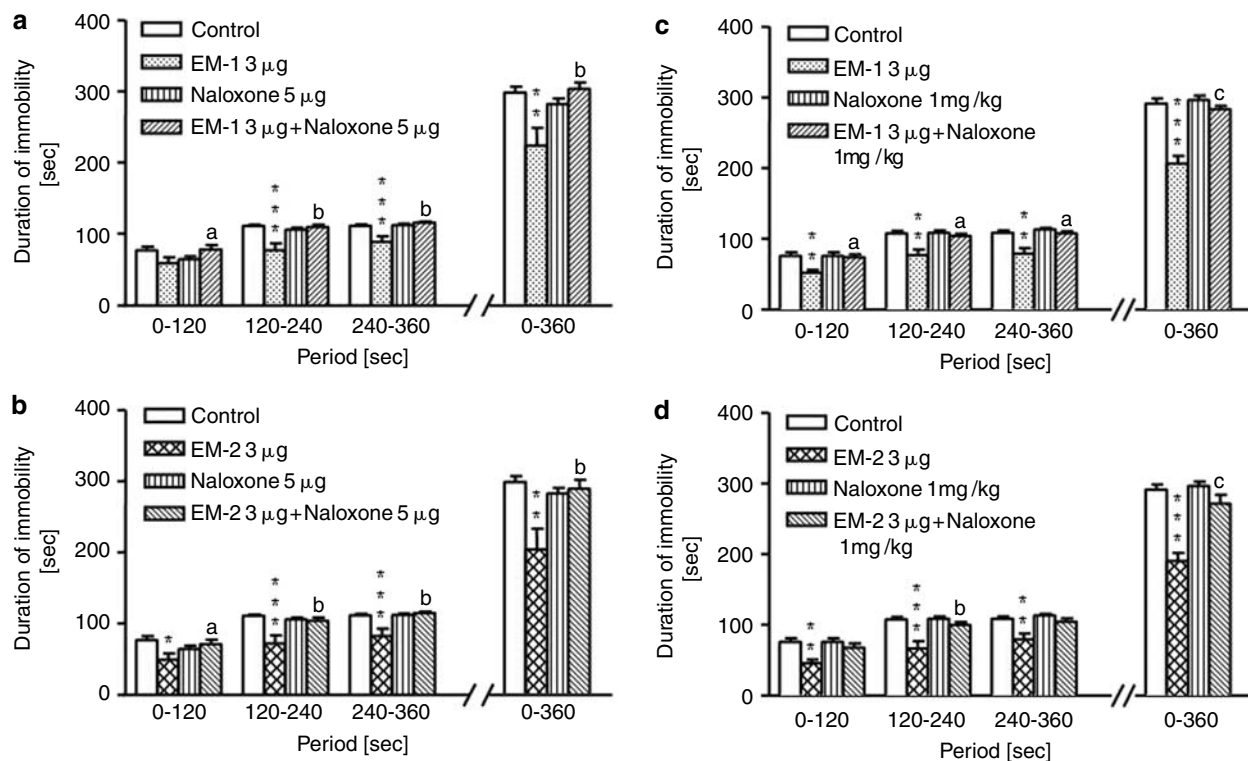 a
400
300
200
100
0
Duration of immobility
[sec]
Control
EM-1 3 μg
Naloxone 5 μg
EM-1 3 μg+Naloxone 5 μg
* *
b
* * *
b
* * *
b
a
0-120
120-240
240-360
0-360
Period [sec]
c
400
300
200
100
0
Duration of immobility
[sec]
Control
EM-1 3 μg
Naloxone 1mg/kg
EM-1 3 μg+Naloxone
1mg/kg
* * *
c
* *
a
* * *
a
* *
a
0-120
120-240
240-360
0-360
Period [sec]
b
400
300
200
100
0
Duration of immobility
[sec]
Control
EM-2 3 μg
Naloxone 5 μg
EM-2 3 μg+Naloxone 5 μg
* *
b
*
a
* * *
b
* * *
b
0-120
120-240
240-360
0-360
Period [sec]
d
400
300
200
100
0
Duration of immobility
[sec]
Control
EM-2 3 μg
Naloxone 1mg/kg
EM-2 3 μg+Naloxone
1mg/kg
* * *
c
* *
* * *
b
* *
0-120
120-240
240-360
0-360
Period [sec]